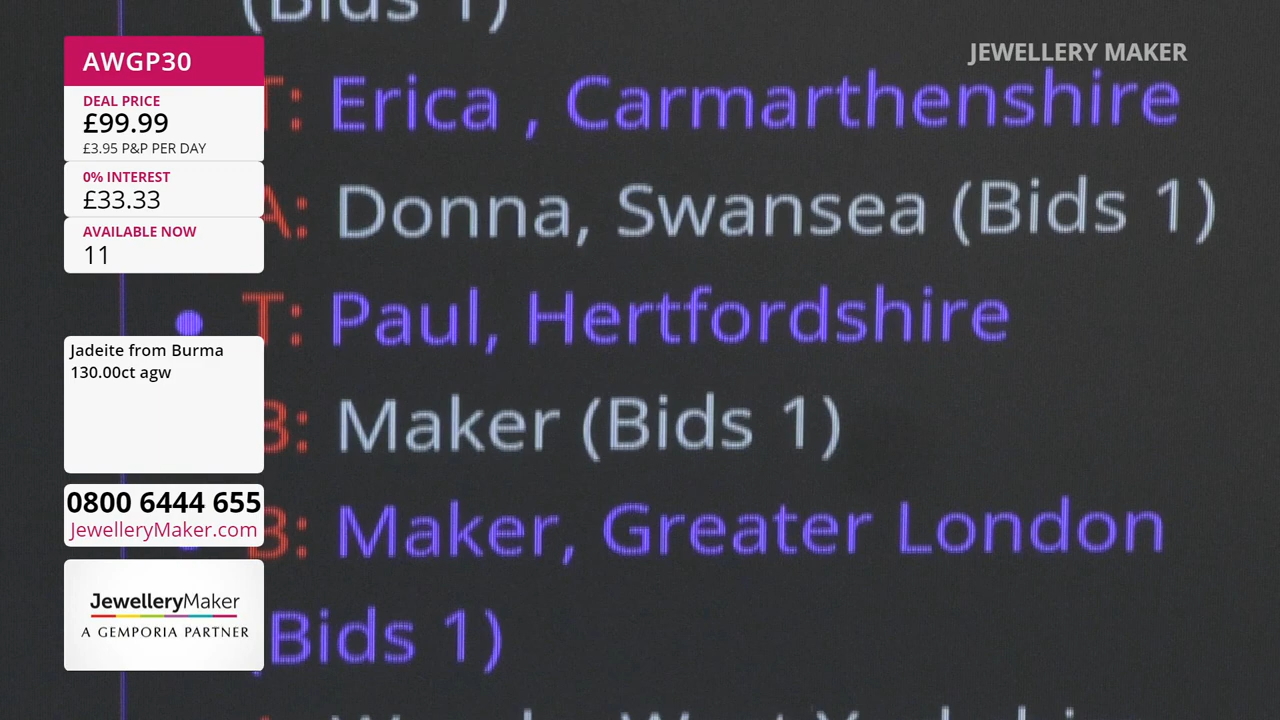 (Bids 1)
AWGP30
JEWELLERY MAKER
DEAL PRICE
£99.99
£3.95 P&P PER DAY
0% INTEREST
£33.33
AVAILABLE NOW
11
Jadeite from Burma
130.00ct agw
0800 6444 655
JewelleryMaker.com
JewelleryMaker
A GEMPORIA PARTNER
T: Erica , Carmarthenshire
A: Donna, Swansea (Bids 1)
T: Paul, Hertfordshire
B: Maker (Bids 1)
B: Maker, Greater London
(Bids 1)